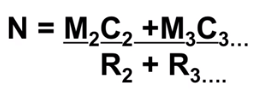 N = M₂C₂ +M₃C₃...
R₂ + R₃....